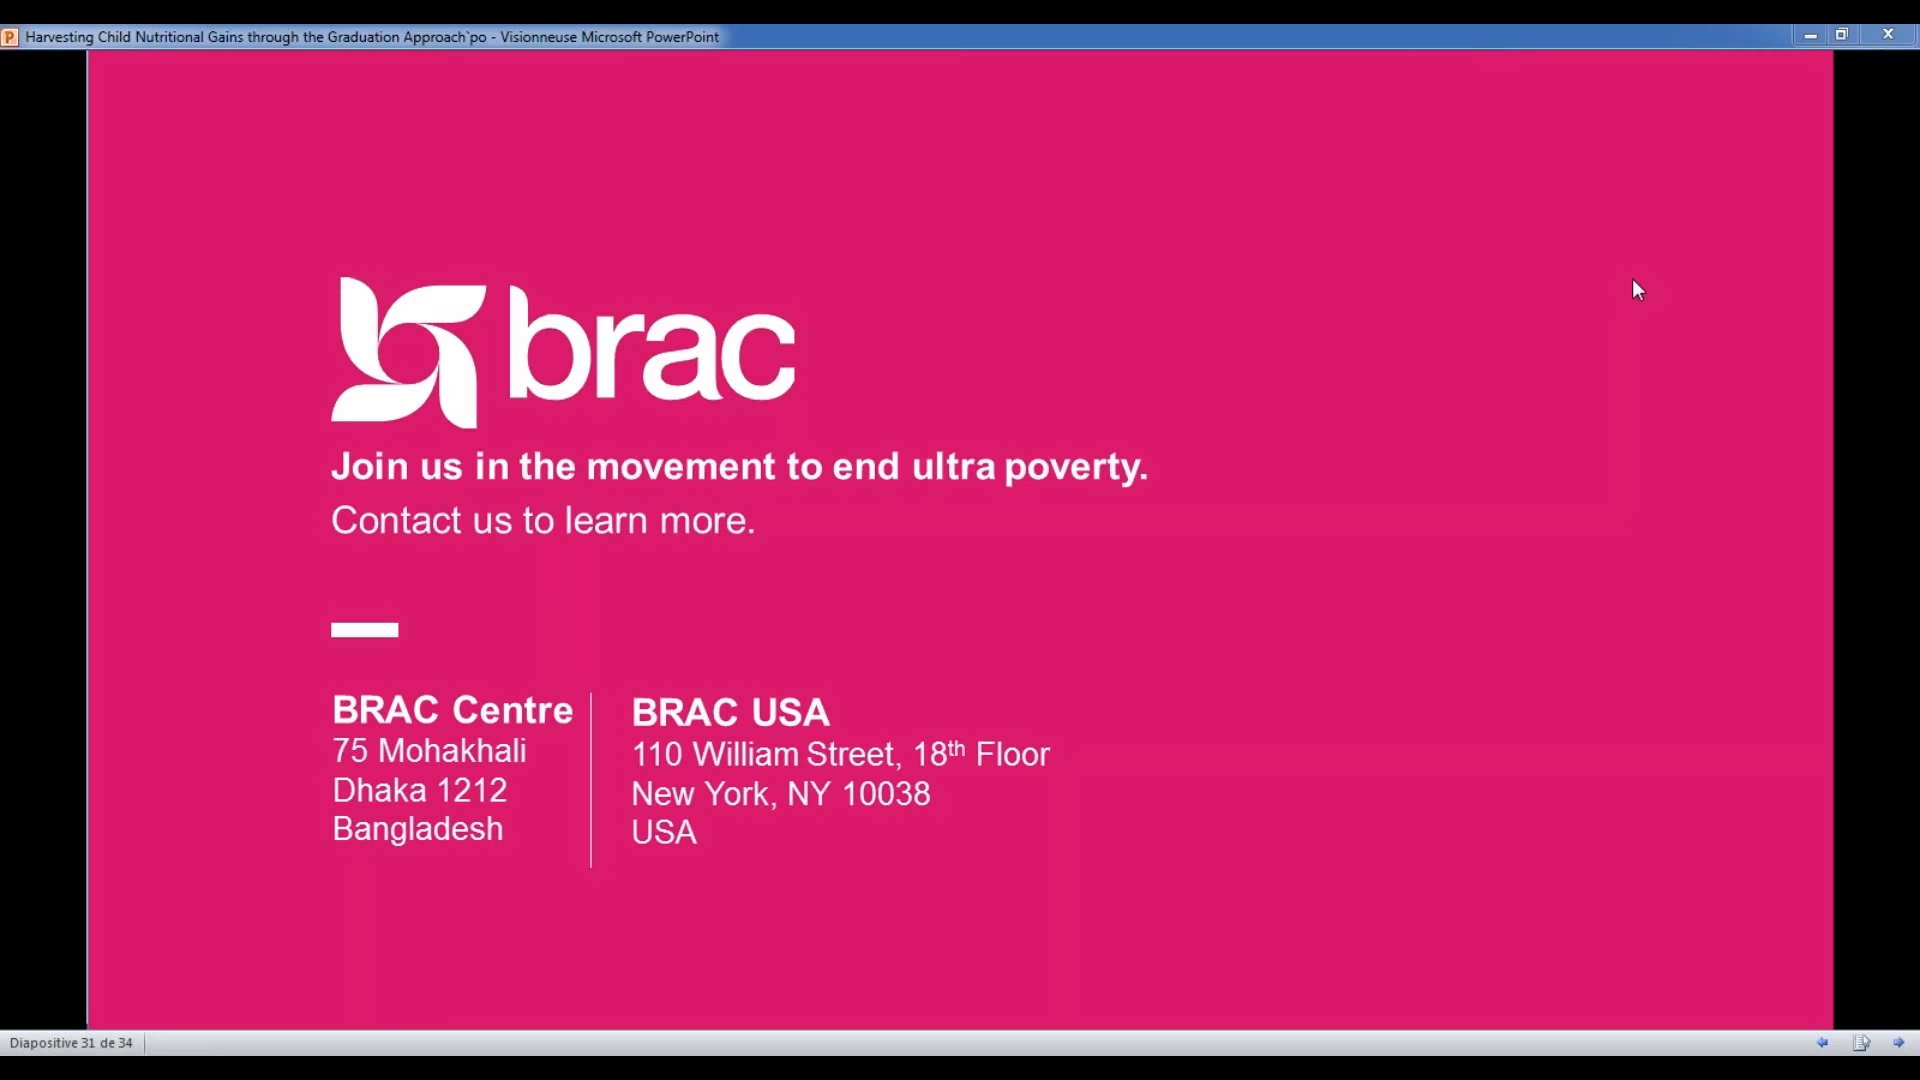 Harvesting Child Nutritional Gains through the Graduation Approach`po - Visionneuse Microsoft PowerPoint
brac
Join us in the movement to end ultra poverty.
Contact us to learn more.
BRAC Centre
75 Mohakhali
Dhaka 1212
Bangladesh
BRAC USA
110 William Street, 18th Floor
New York, NY 10038
USA
Diapositive 31 de 34